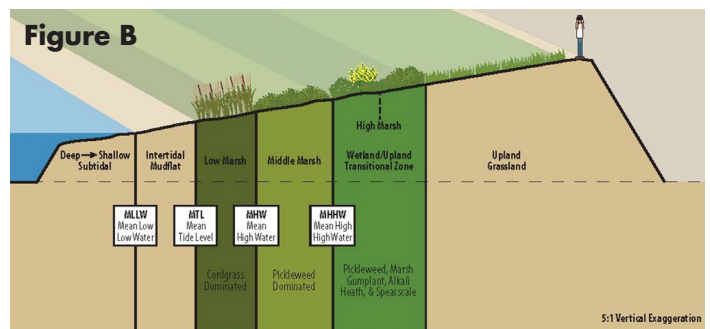 Figure B
High Marsh
Deep → Shallow
Subtidal
Intertidal
Mudflat
Low Marsh
Middle Marsh
Wetland/Upland
Transitional Zone
Upland
Grassland
MLLW
Mean Low
Low Water
MTL
Mean
Tide Level
MHW
Mean
High Water
MHHW
Mean High
High Water
Cordgrass
Dominated
Pickleweed
Dominated
Pickleweed, Marsh
Gumplant, Alkali
Heath, & Spearscale
5:1 Vertical Exaggeration